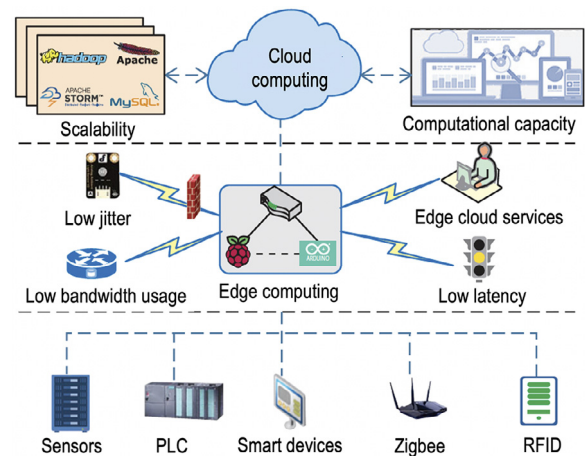 hadoop
Apache
APACHE
STORM™
MySQL
Scalability
Cloud
computing
Computational capacity
Low jitter
Edge cloud services
ARDUINO
Low bandwidth usage
Edge computing
Low latency
Sensors
PLC
Smart devices
Zigbee
RFID